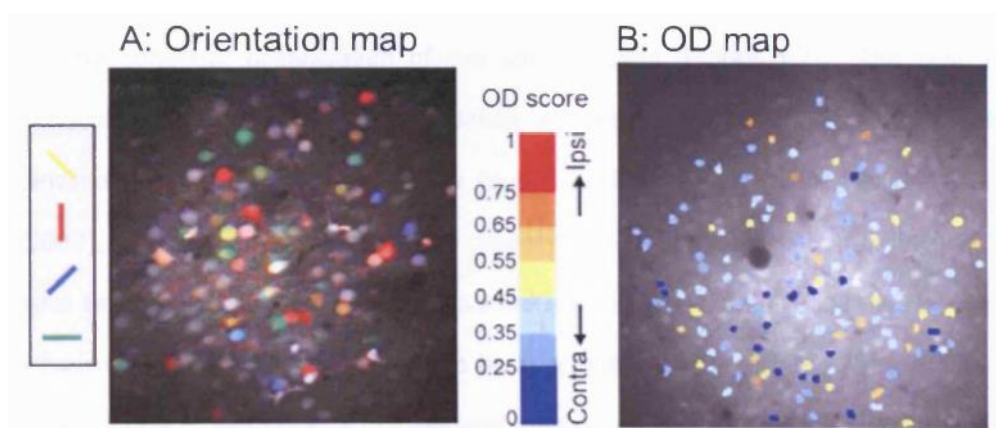 A: Orientation map
OD score
1
0.75
0.65
0.55
0.45
0.35
0.25
0
Ipsi
Contra
B: OD map